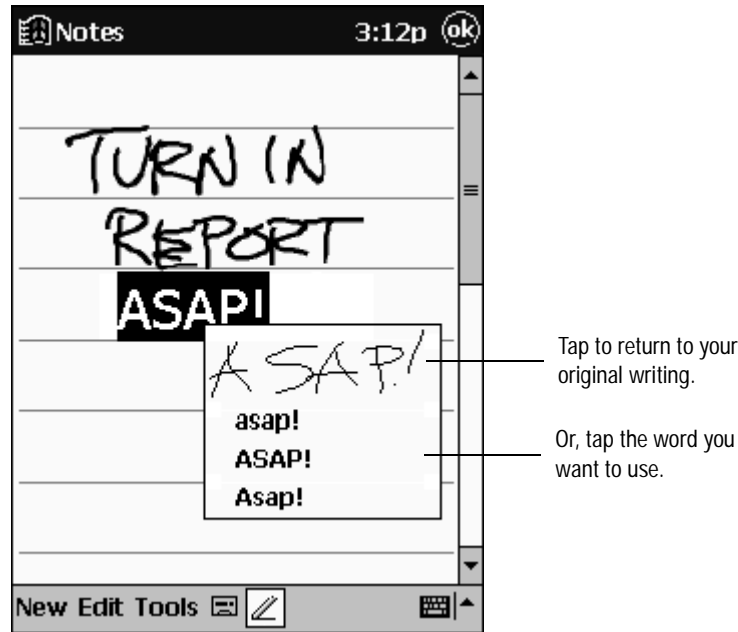 Notes 3:12p ok
TURN IN
REPORT
ASAP!
A SAP!
asap!
ASAP!
Asap!
Tap to return to your
original writing.
Or, tap the word you
want to use.
New Edit Tools